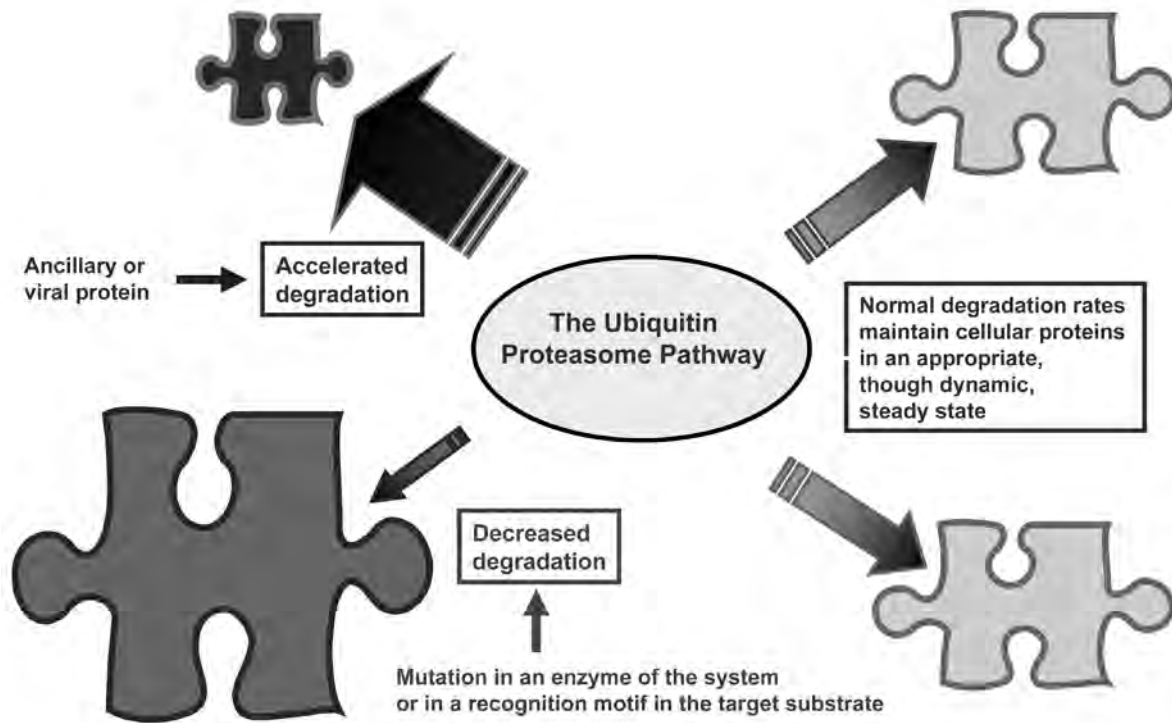 Ancillary or
viral protein
Accelerated
degradation
The Ubiquitin
Proteasome Pathway
Normal degradation rates
maintain cellular proteins
in an appropriate,
though dynamic,
steady state
Decreased
degradation
Mutation in an enzyme of the system
or in a recognition motif in the target substrate